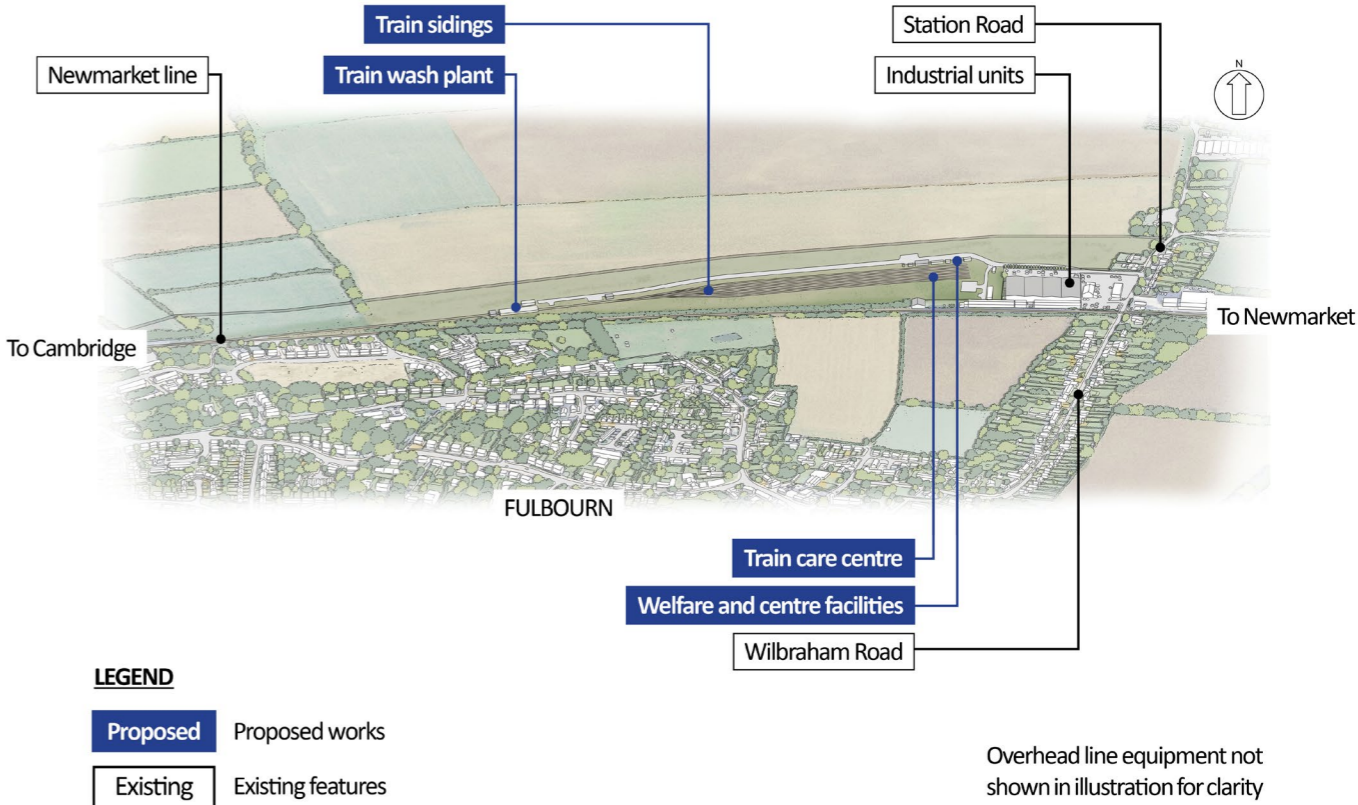 Train sidings
Station Road
Newmarket line
Train wash plant
Industrial units
N
To Newmarket
To Cambridge
FULBOURN
Train care centre
Welfare and centre facilities
Wilbraham Road
LEGEND
Proposed Proposed works
Existing Existing features
Overhead line equipment not
shown in illustration for clarity